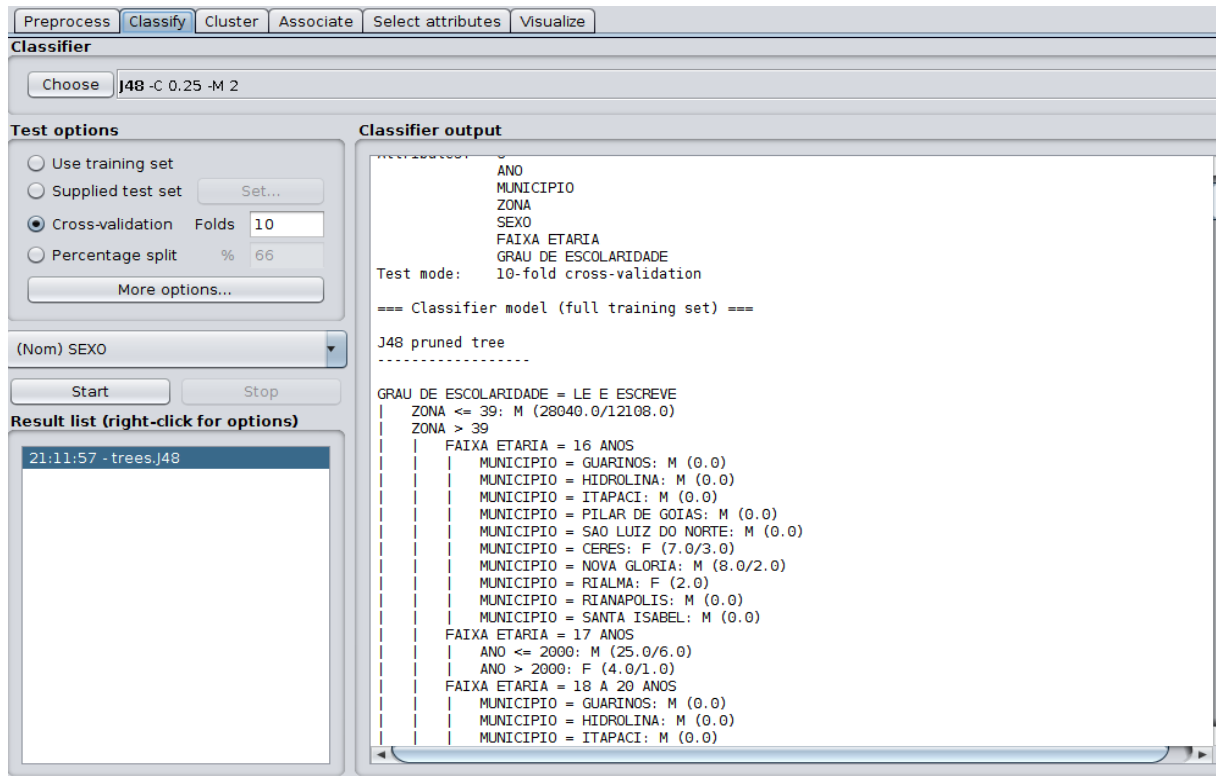 Preprocess Classify Cluster Associate Select attributes Visualize
Classifier
Choose J48 -C 0.25 -M 2
Test options
Use training set
Supplied test set Set...
Cross-validation Folds 10
Percentage split % 66
More options...
(Nom) SEXO
Start Stop
Result list (right-click for options)
21:11:57 - trees.J48
Classifier output
ANO
MUNICIPIO
ZONA
SEXO
FAIXA ETARIA
GRAU DE ESCOLARIDADE
Test mode: 10-fold cross-validation
=== Classifier model (full training set) ===
J48 pruned tree
------------------
GRAU DE ESCOLARIDADE = LE E ESCREVE
| ZONA <= 39: M (28040.0/12108.0)
| ZONA > 39
| | FAIXA ETARIA = 16 ANOS
| | | MUNICIPIO = GUARINOS: M (0.0)
| | | MUNICIPIO = HIDROLINA: M (0.0)
| | | MUNICIPIO = ITAPACI: M (0.0)
| | | MUNICIPIO = PILAR DE GOIAS: M (0.0)
| | | MUNICIPIO = SAO LUIZ DO NORTE: M (0.0)
| | | MUNICIPIO = CERES: F (7.0/3.0)
| | | MUNICIPIO = NOVA GLORIA: M (8.0/2.0)
| | | MUNICIPIO = RIALMA: F (2.0)
| | | MUNICIPIO = RIANAPOLIS: M (0.0)
| | | MUNICIPIO = SANTA ISABEL: M (0.0)
| | FAIXA ETARIA = 17 ANOS
| | | ANO <= 2000: M (25.0/6.0)
| | | ANO > 2000: F (4.0/1.0)
| | FAIXA ETARIA = 18 A 20 ANOS
| | | MUNICIPIO = GUARINOS: M (0.0)
| | | MUNICIPIO = HIDROLINA: M (0.0)
| | | MUNICIPIO = ITAPACI: M (0.0)